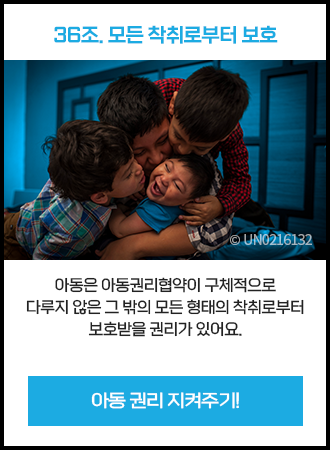 36조. 모든 착취로부터 보호
© UN0216132
아동은 아동권리협약이 구체적으로
다루지 않은 그 밖의 모든 형태의 착취로부터
보호받을 권리가 있어요.
아동 권리 지켜주기!